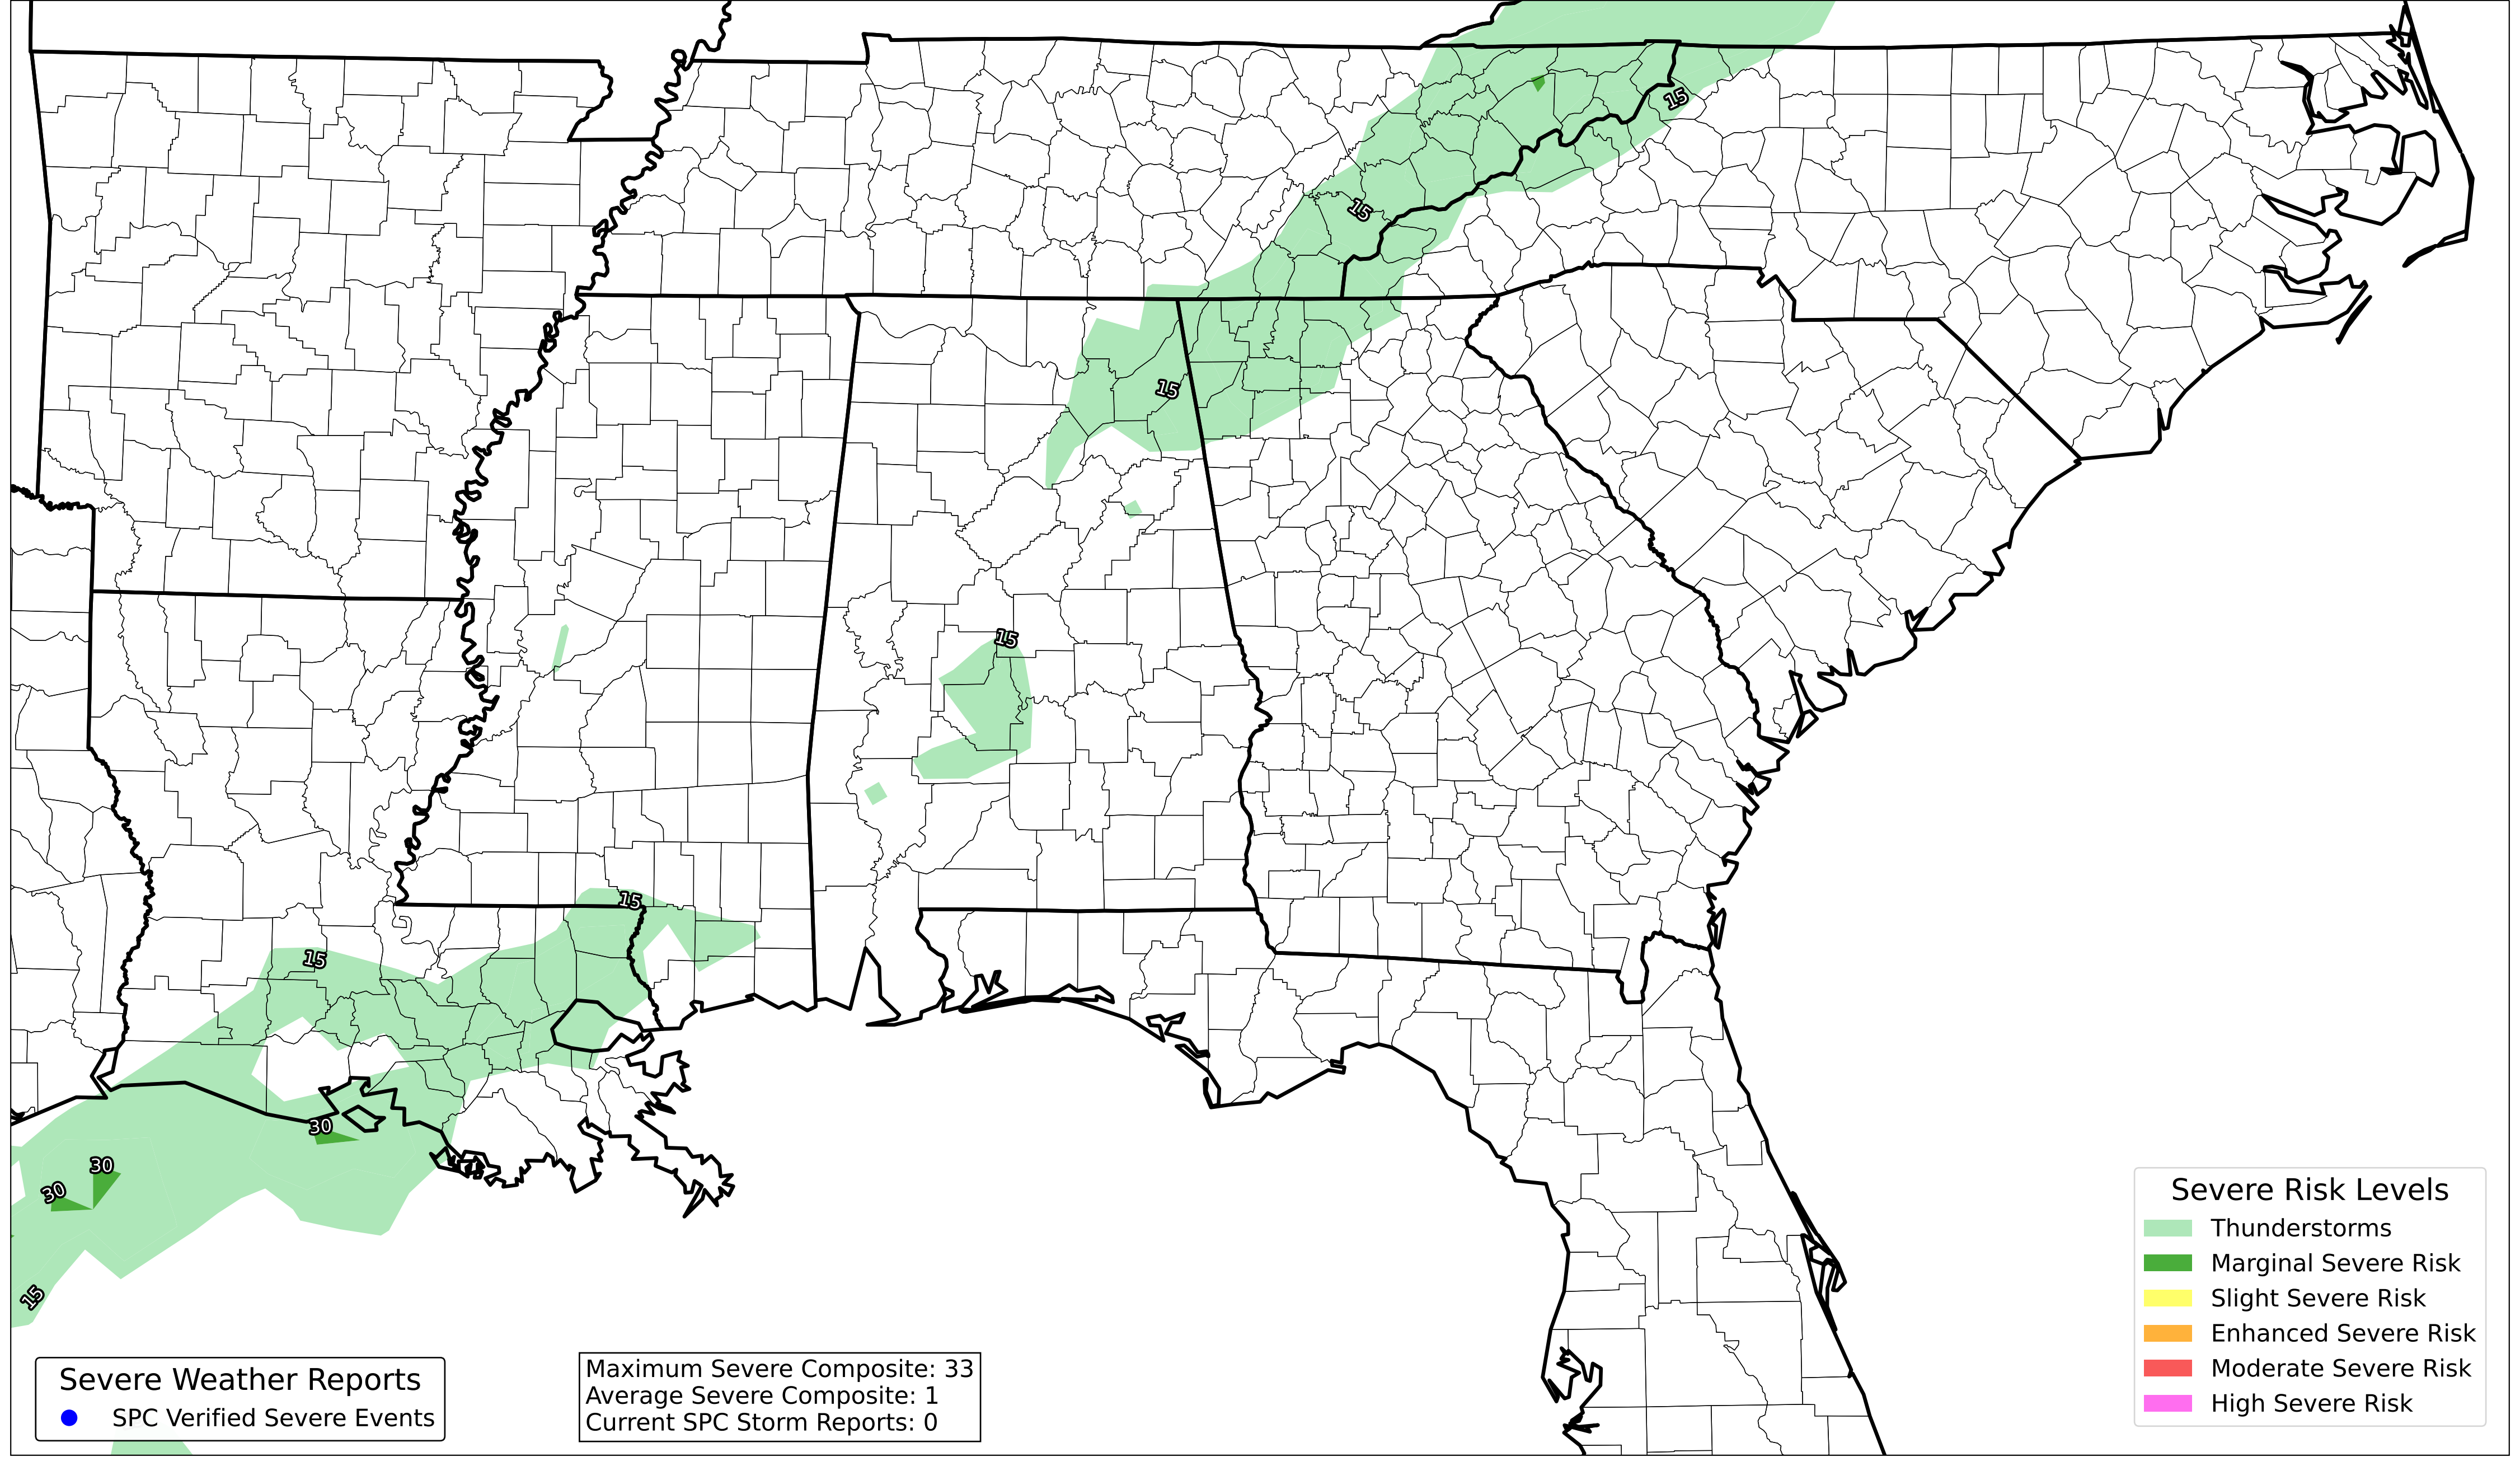 15
15
15
15
15
15
30
30
30
15
Severe Risk Levels
Thunderstorms
Marginal Severe Risk
Slight Severe Risk
Enhanced Severe Risk
Moderate Severe Risk
High Severe Risk
Severe Weather Reports
SPC Verified Severe Events
Maximum Severe Composite: 33
Average Severe Composite: 1
Current SPC Storm Reports: 0